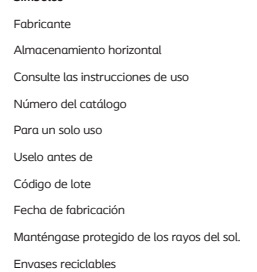 Símbolos
Fabricante
Almacenamiento horizontal
Consulte las instrucciones de uso
Número del catálogo
Para un solo uso
Uselo antes de
Código de lote
Fecha de fabricación
Manténgase protegido de los rayos del sol.
Envases reciclables